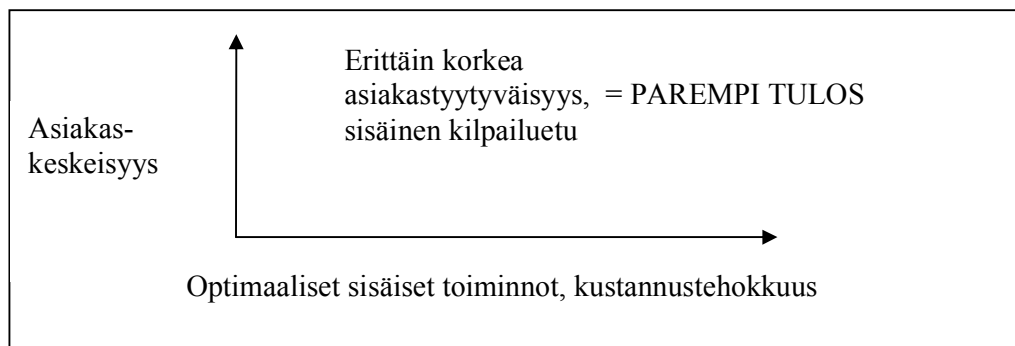 Erittäin korkea
asiakastyytyväisyys, = PAREMPI TULOS
sisäinen kilpailuetu
Asiakas-
keskeisyys
Optimaaliset sisäiset toiminnot, kustannustehokkuus